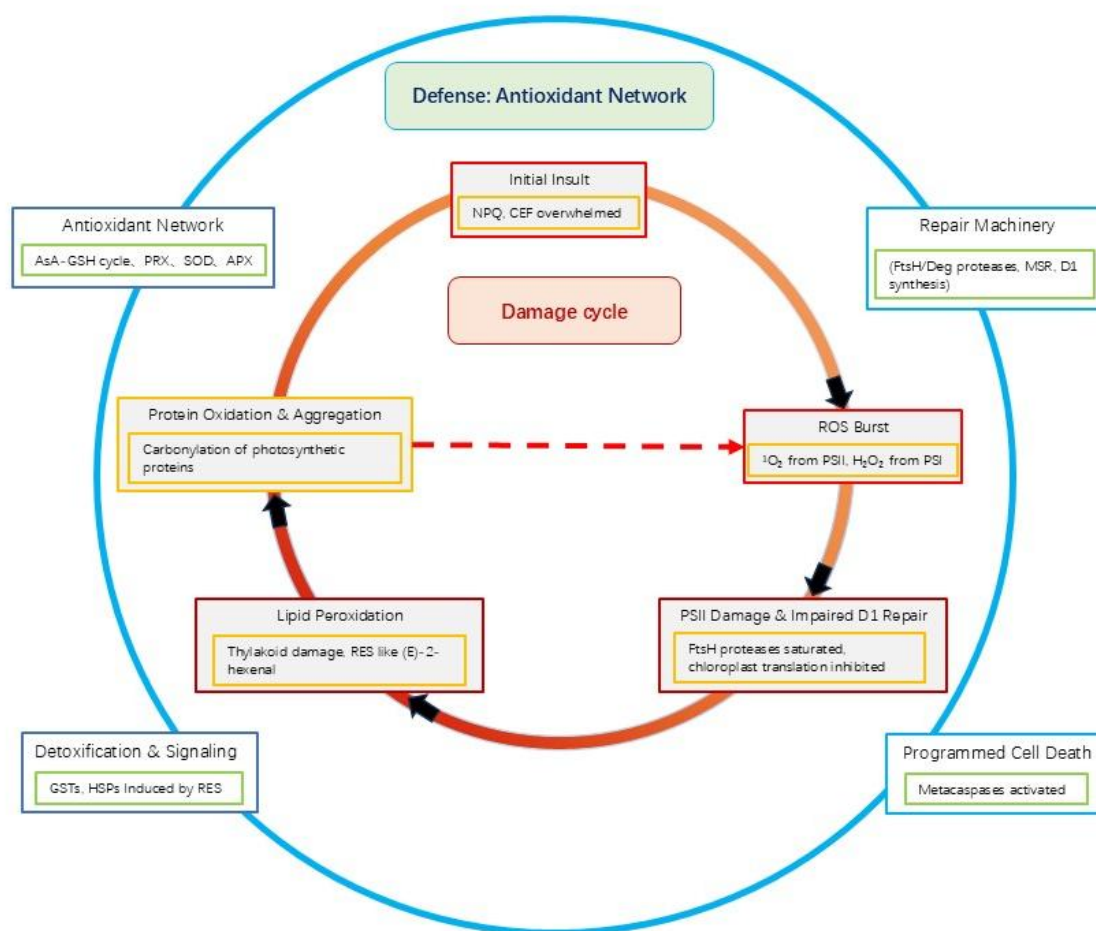 Defense: Antioxidant Network
Initial Insult
NPQ, CEF overwhelmed
Antioxidant Network
AsA-GSH cycle、PRX、SOD、APX
Repair Machinery
(FtsH/Deg proteases, MSR, D1
synthesis)
Damage cycle
Protein Oxidation & Aggregation
Carbonylation of photosynthetic
proteins
ROS Burst
¹O₂ from PSII, H₂O₂ from PSI
Lipid Peroxidation
Thylakoid damage, RES like (E)-2-
hexenal
PSII Damage & Impaired D1 Repair
FtsH proteases saturated,
chloroplast translation inhibited
Detoxification & Signaling
GSTs, HSPs Induced by RES
Programmed Cell Death
Metacaspases activated